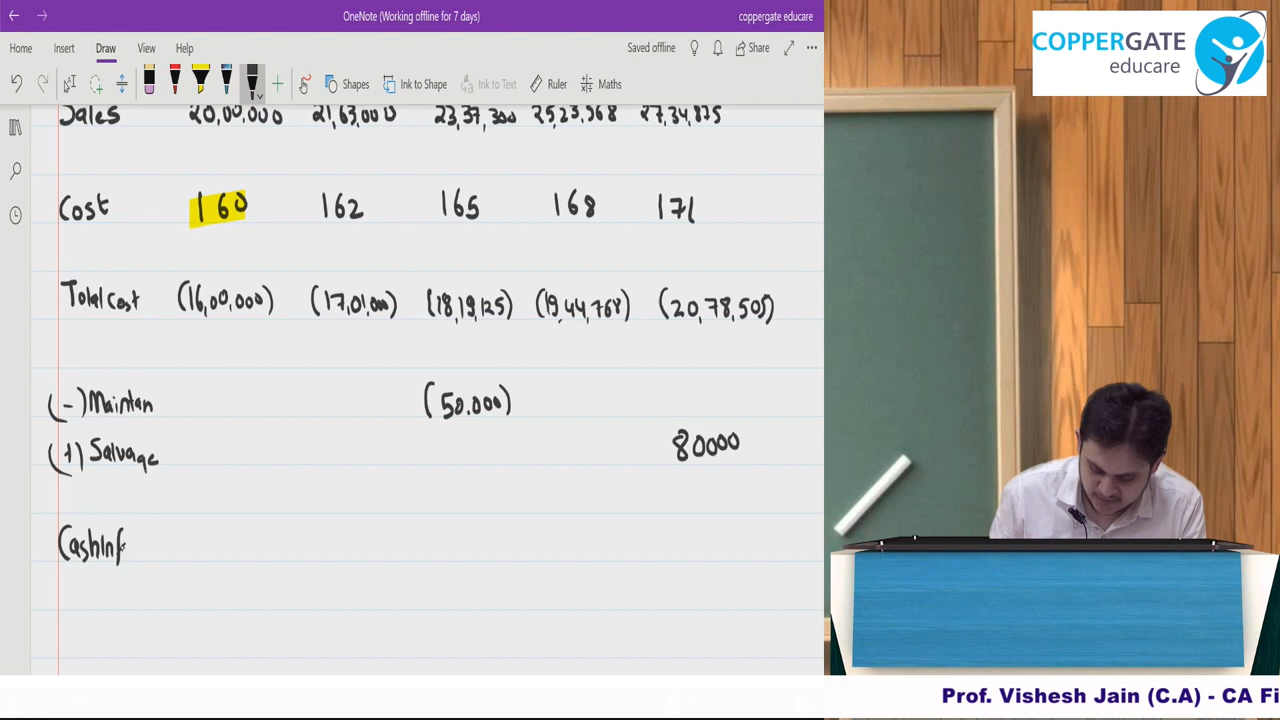 OneNote (Working offline for 7 days)
coppergate educare
Home Insert Draw View Help
Saved offline Share
Shapes Ink to Shape Ink to Text Ruler Maths
COPPERGATE
educare
Sales 20,00,000 21,63,000 23,37,300 25,23,568 27,34,875
Cost 160 162 165 168 171
Total cost (16,00,000) (17,01,000) (18,19,125) (19,44,768) (20,78,505)
(-) Maintan (50.000)
(+) Salvage 80000
Cash Inf
Prof. Vishesh Jain (C.A) - CA Fi